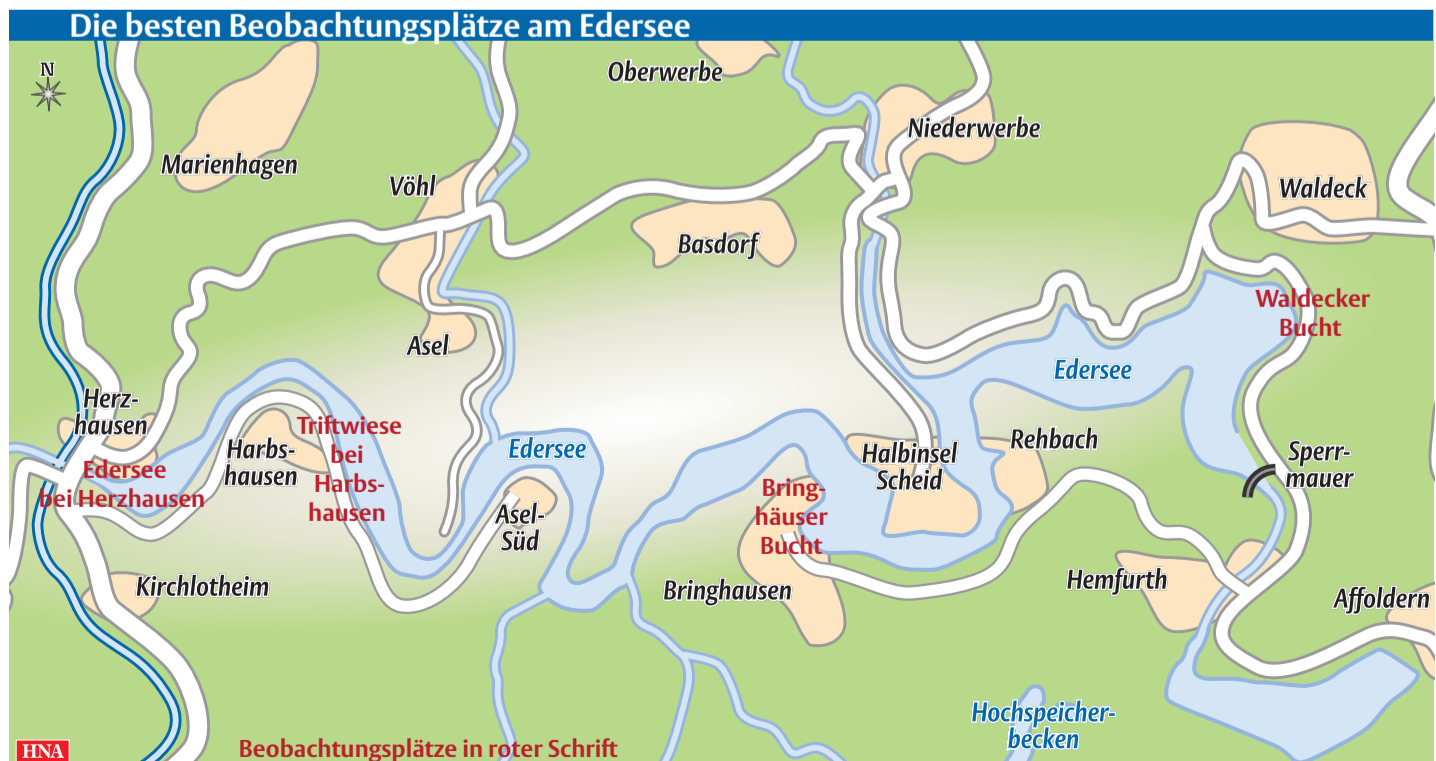 Die besten Beobachtungsplätze am Edersee
N
Oberwerbe
Niederwerbe
Marienhagen
Vöhl
Waldeck
Basdorf
Waldecker
Bucht
Asel
Edersee
Herz-
hausen
Triftwiese
bei
Harbs-
hausen
Harbs-
hausen
Edersee
bei Herzhausen
Edersee
Halbinsel
Scheid
Rehbach
Sperr-
mauer
Bring-
häuser
Bucht
Asel-
Süd
Kirchlotheim
Bringhausen
Hemfurth
Affoldern
Hochspeicher-
becken
HNA
Beobachtungsplätze in roter Schrift